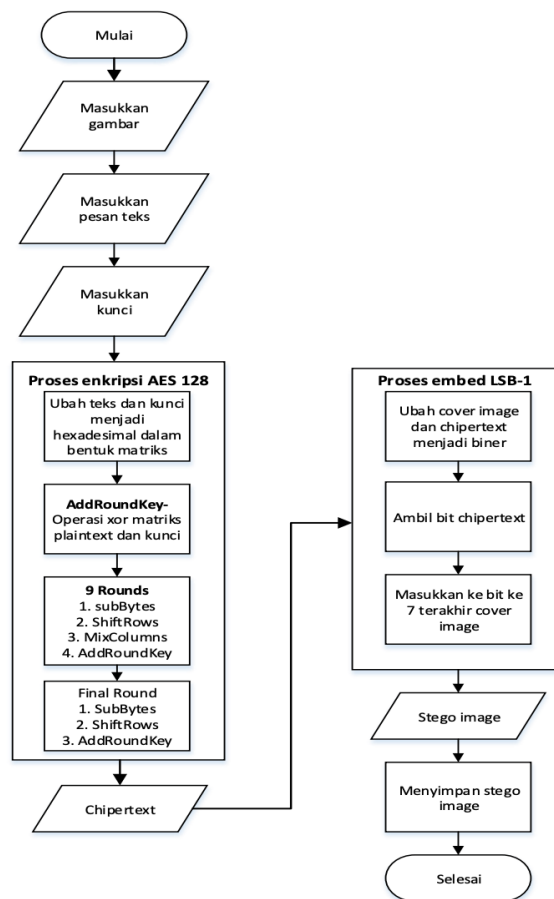 Mulai
Masukkan
gambar
Masukkan
pesan teks
Masukkan
kunci
Proses enkripsi AES 128
Ubah teks dan kunci
menjadi
hexadesimal dalam
bentuk matriks
AddRoundKey-
Operasi xor matriks
plaintext dan kunci
9 Rounds
1. subBytes
2. ShiftRows
3. MixColumns
4. AddRoundKey
Final Round
1. SubBytes
2. ShiftRows
3. AddRoundKey
Chipertext
Proses embed LSB-1
Ubah cover image
dan chipertext
menjadi biner
Ambil bit chipertext
Masukkan ke bit ke
7 terakhir cover
image
Stego image
Menyimpan stego
image
Selesai